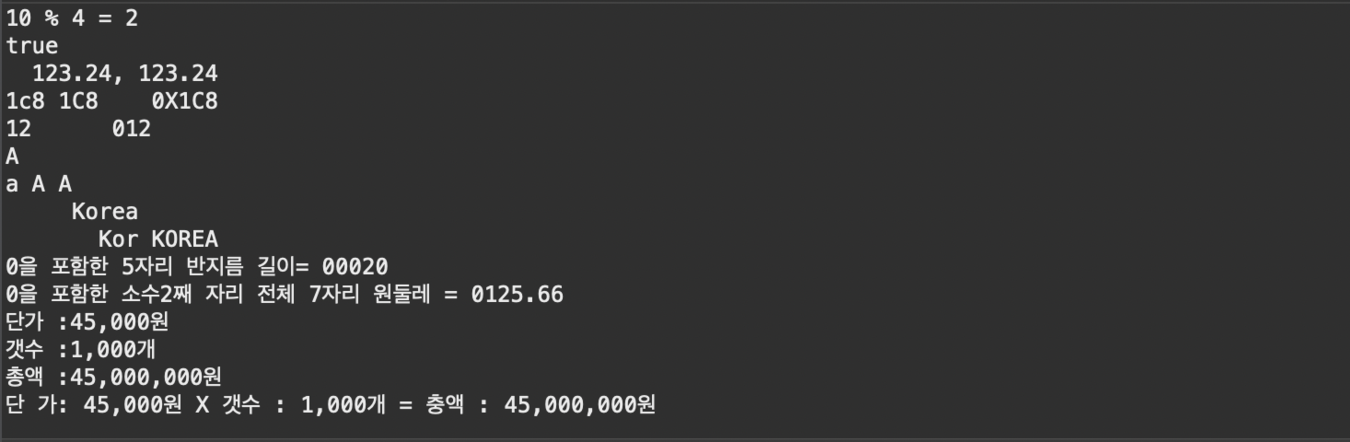 10 % 4 = 2
true
  123.24, 123.24
1c8 1C8    0X1C8
12      012
A
a A A
     Korea
       Kor KOREA
0을 포함한 5자리 반지름 길이= 00020
0을 포함한 소수2째 자리 전체 7자리 원둘레 = 0125.66
단가 :45,000원
갯수 :1,000개
총액 :45,000,000원
단 가: 45,000원 X 갯수 : 1,000개 = 충액 : 45,000,000원